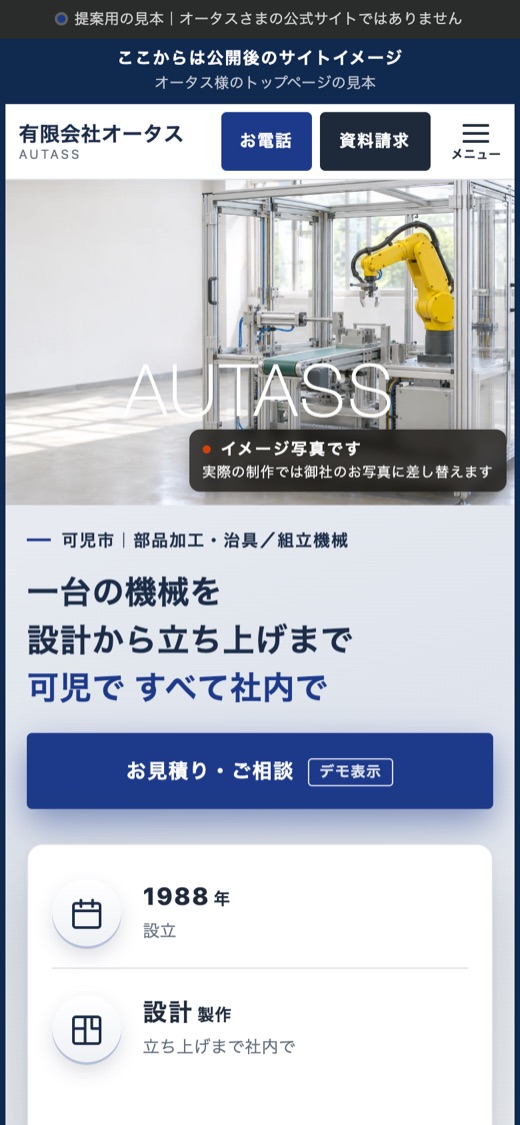 提案用の見本｜オータスさまの公式サイトではありません
ここからは公開後のサイトイメージ
オータス様のトップページの見本
有限会社オータス
AUTASS
お電話
資料請求
メニュー
AUTASS
イメージ写真です
実際の制作では御社のお写真に差し替えます
可児市｜部品加工・治具／組立機械
一台の機械を
設計から立ち上げまで
可児で すべて社内で
お見積り・ご相談 デモ表示
1988 年
設立
設計 製作
立ち上げまで社内で